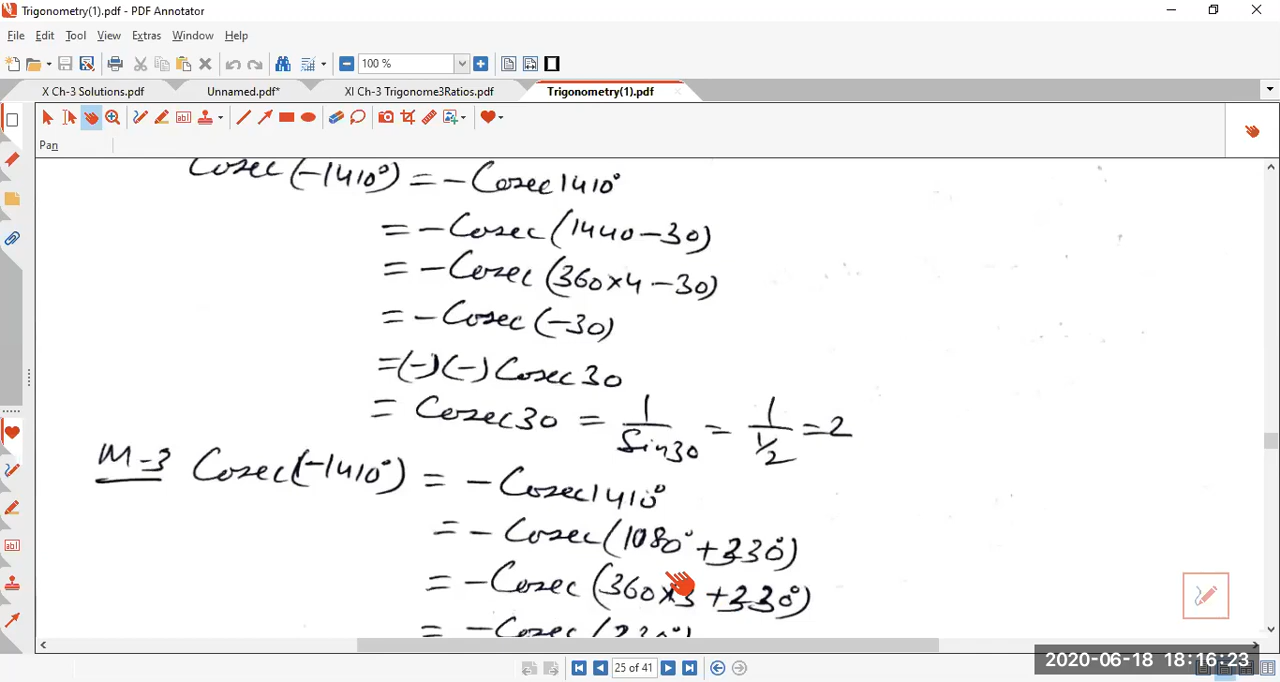 Trigonometry(1).pdf - PDF Annotator
File Edit Tool View Extras Window Help
100 %
X Ch-3 Solutions.pdf Unnamed.pdf* XI Ch-3 Trigonome3Ratios.pdf Trigonometry(1).pdf
Pan
Cosec(-1410°) = -Cosec1410°
= -Cosec(1440-30)
= -Cosec(360×4-30)
= -Cosec(-30)
=(-)(-) Cosec30
= Cosec30 = 1/Sin30 = 1/½ = 2
M-3 Cosec(-1410°) = -Cosec1410°
= -Cosec(1080°+330°)
= -Cosec(360×3+330°)
= -Cosec(330°)
25 of 41
2020-06-18 18:16:23